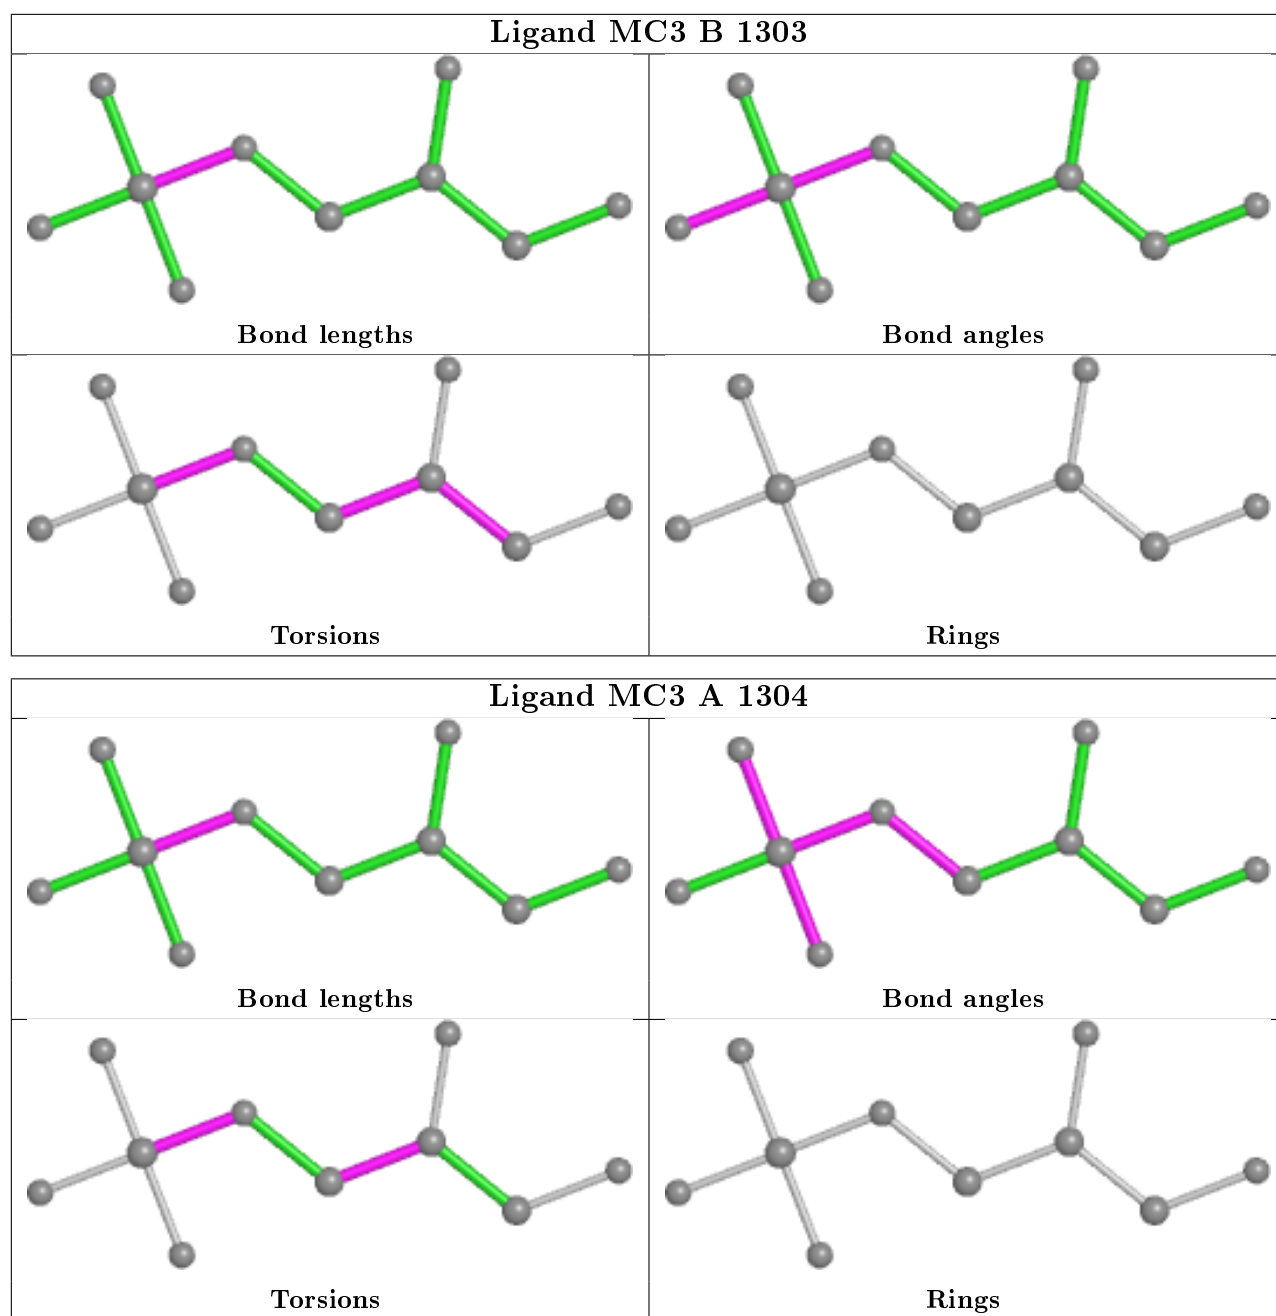 Ligand MC3 B 1303
Bond lengths
Bond angles
Torsions
Rings
Ligand MC3 A 1304
Bond lengths
Bond angles
Torsions
Rings